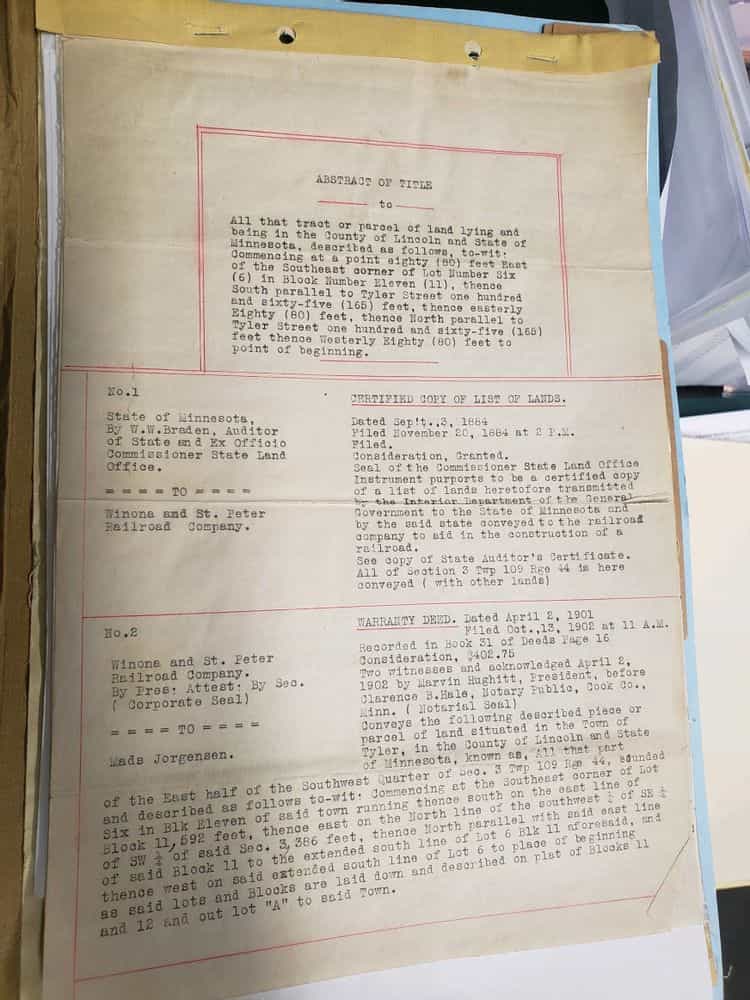 ABSTRACT OF TITLE
to
All that tract or parcel of land lying and
being in the County of Lincoln and State of
Minnesota, described as follows, to-wit:
Commencing at a point eighty (80) feet East
of the Southeast corner of Lot Number Six
(6) in Block Number Eleven (11), thence
South parallel to Tyler Street one hundred
and sixty-five (165) feet, thence easterly
Eighty (80) feet, thence North parallel to
Tyler Street one hundred and sixty-five (165)
feet thence Westerly Eighty (80) feet to
point of beginning.
No.1
State of Minnesota,
By W.W.Braden, Auditor
of State and Ex Officio
Commissioner State Land
Office.
= = = = TO = = = =
Winona and St. Peter
Railroad Company.
CERTIFIED COPY OF LIST OF LANDS.
Dated Sep't.,3, 1884
Filed November 20, 1884 at 2 P.M.
Filed.
Consideration, Granted.
Seal of the Commissioner State Land Office
Instrument purports to be a certified copy
of a list of lands heretofore transmitted
by the Interior Department of the General
Government to the State of Minnesota and
by the said state conveyed to the railroad
company to aid in the construction of a
railroad.
See copy of State Auditor's Certificate.
All of Section 3 Twp 109 Rge 44 is here
conveyed ( with other lands)
No.2
Winona and St. Peter
Railroad Company.
By Pres: Attest: By Sec.
( Corporate Seal)
= = = = TO = = = =
Mads Jorgensen.
WARRANTY DEED. Dated April 2, 1901
Filed Oct.,13, 1902 at 11 A.M.
Recorded in Book 31 of Deeds Page 16
Consideration, $402.75
Two witnesses and acknowledged April 2,
1902 by Marvin Hughitt, President, before
Clarence B.Hale, Notary Public, Cook Co.,
Minn. ( Notarial Seal)
Conveys the following described piece or
parcel of land situated in the Town of
Tyler, in the County of Lincoln and State
of Minnesota, known as, All that part
of the East half of the Southwest Quarter of Sec. 3 Twp 109 Rge 44, bounded
and described as follows to-wit: Commencing at the Southeast corner of Lot
Six in Blk Eleven of said town running thence south on the east line of
Block 11, 692 feet, thence east on the North line of the southwest ¼ of SE ¼
of SW ¼ of said Sec. 3, 386 feet, thence North parallel with said east line
of said Block 11 to the extended south line of Lot 6 Blk 11 aforesaid, and
thence west on said extended south line of Lot 6 to place of beginning
as said lots and Blocks are laid down and described on plat of Blocks 11
and 12 and out lot "A" to said Town.